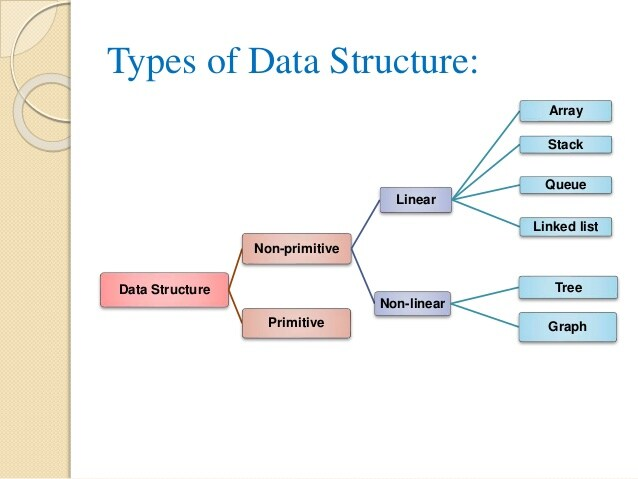 Types of Data Structure:
Data Structure
Non-primitive
Primitive
Linear
Non-linear
Array
Stack
Queue
Linked list
Tree
Graph